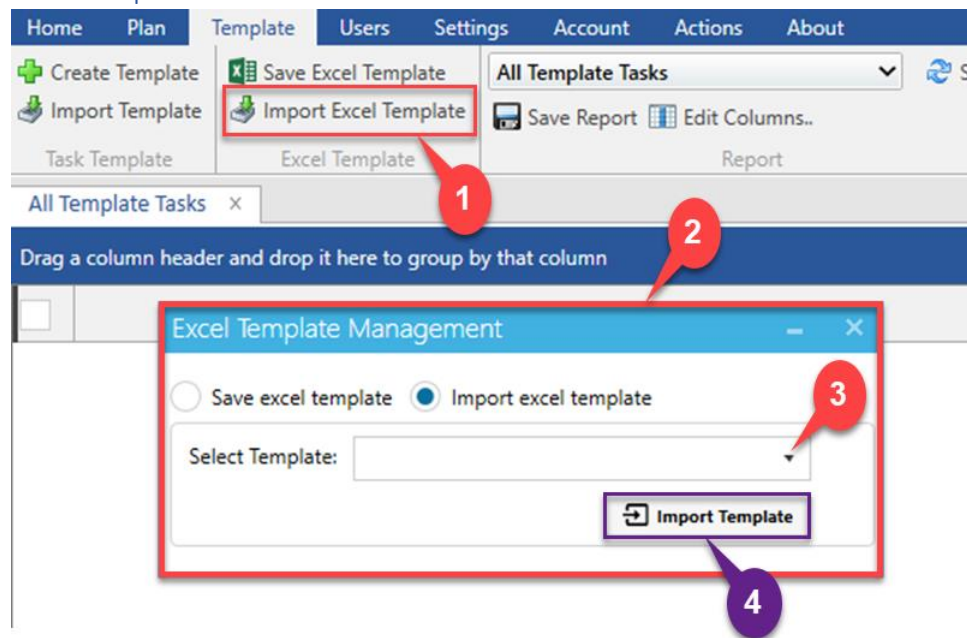 Home Plan Template Users Settings Account Actions About
Create Template Save Excel Template All Template Tasks
Import Template Import Excel Template Save Report Edit Columns..
Task Template Excel Template Report
1
All Template Tasks ×
2
Drag a column header and drop it here to group by that column
Excel Template Management
Save excel template Import excel template
3
Select Template:
Import Template
4